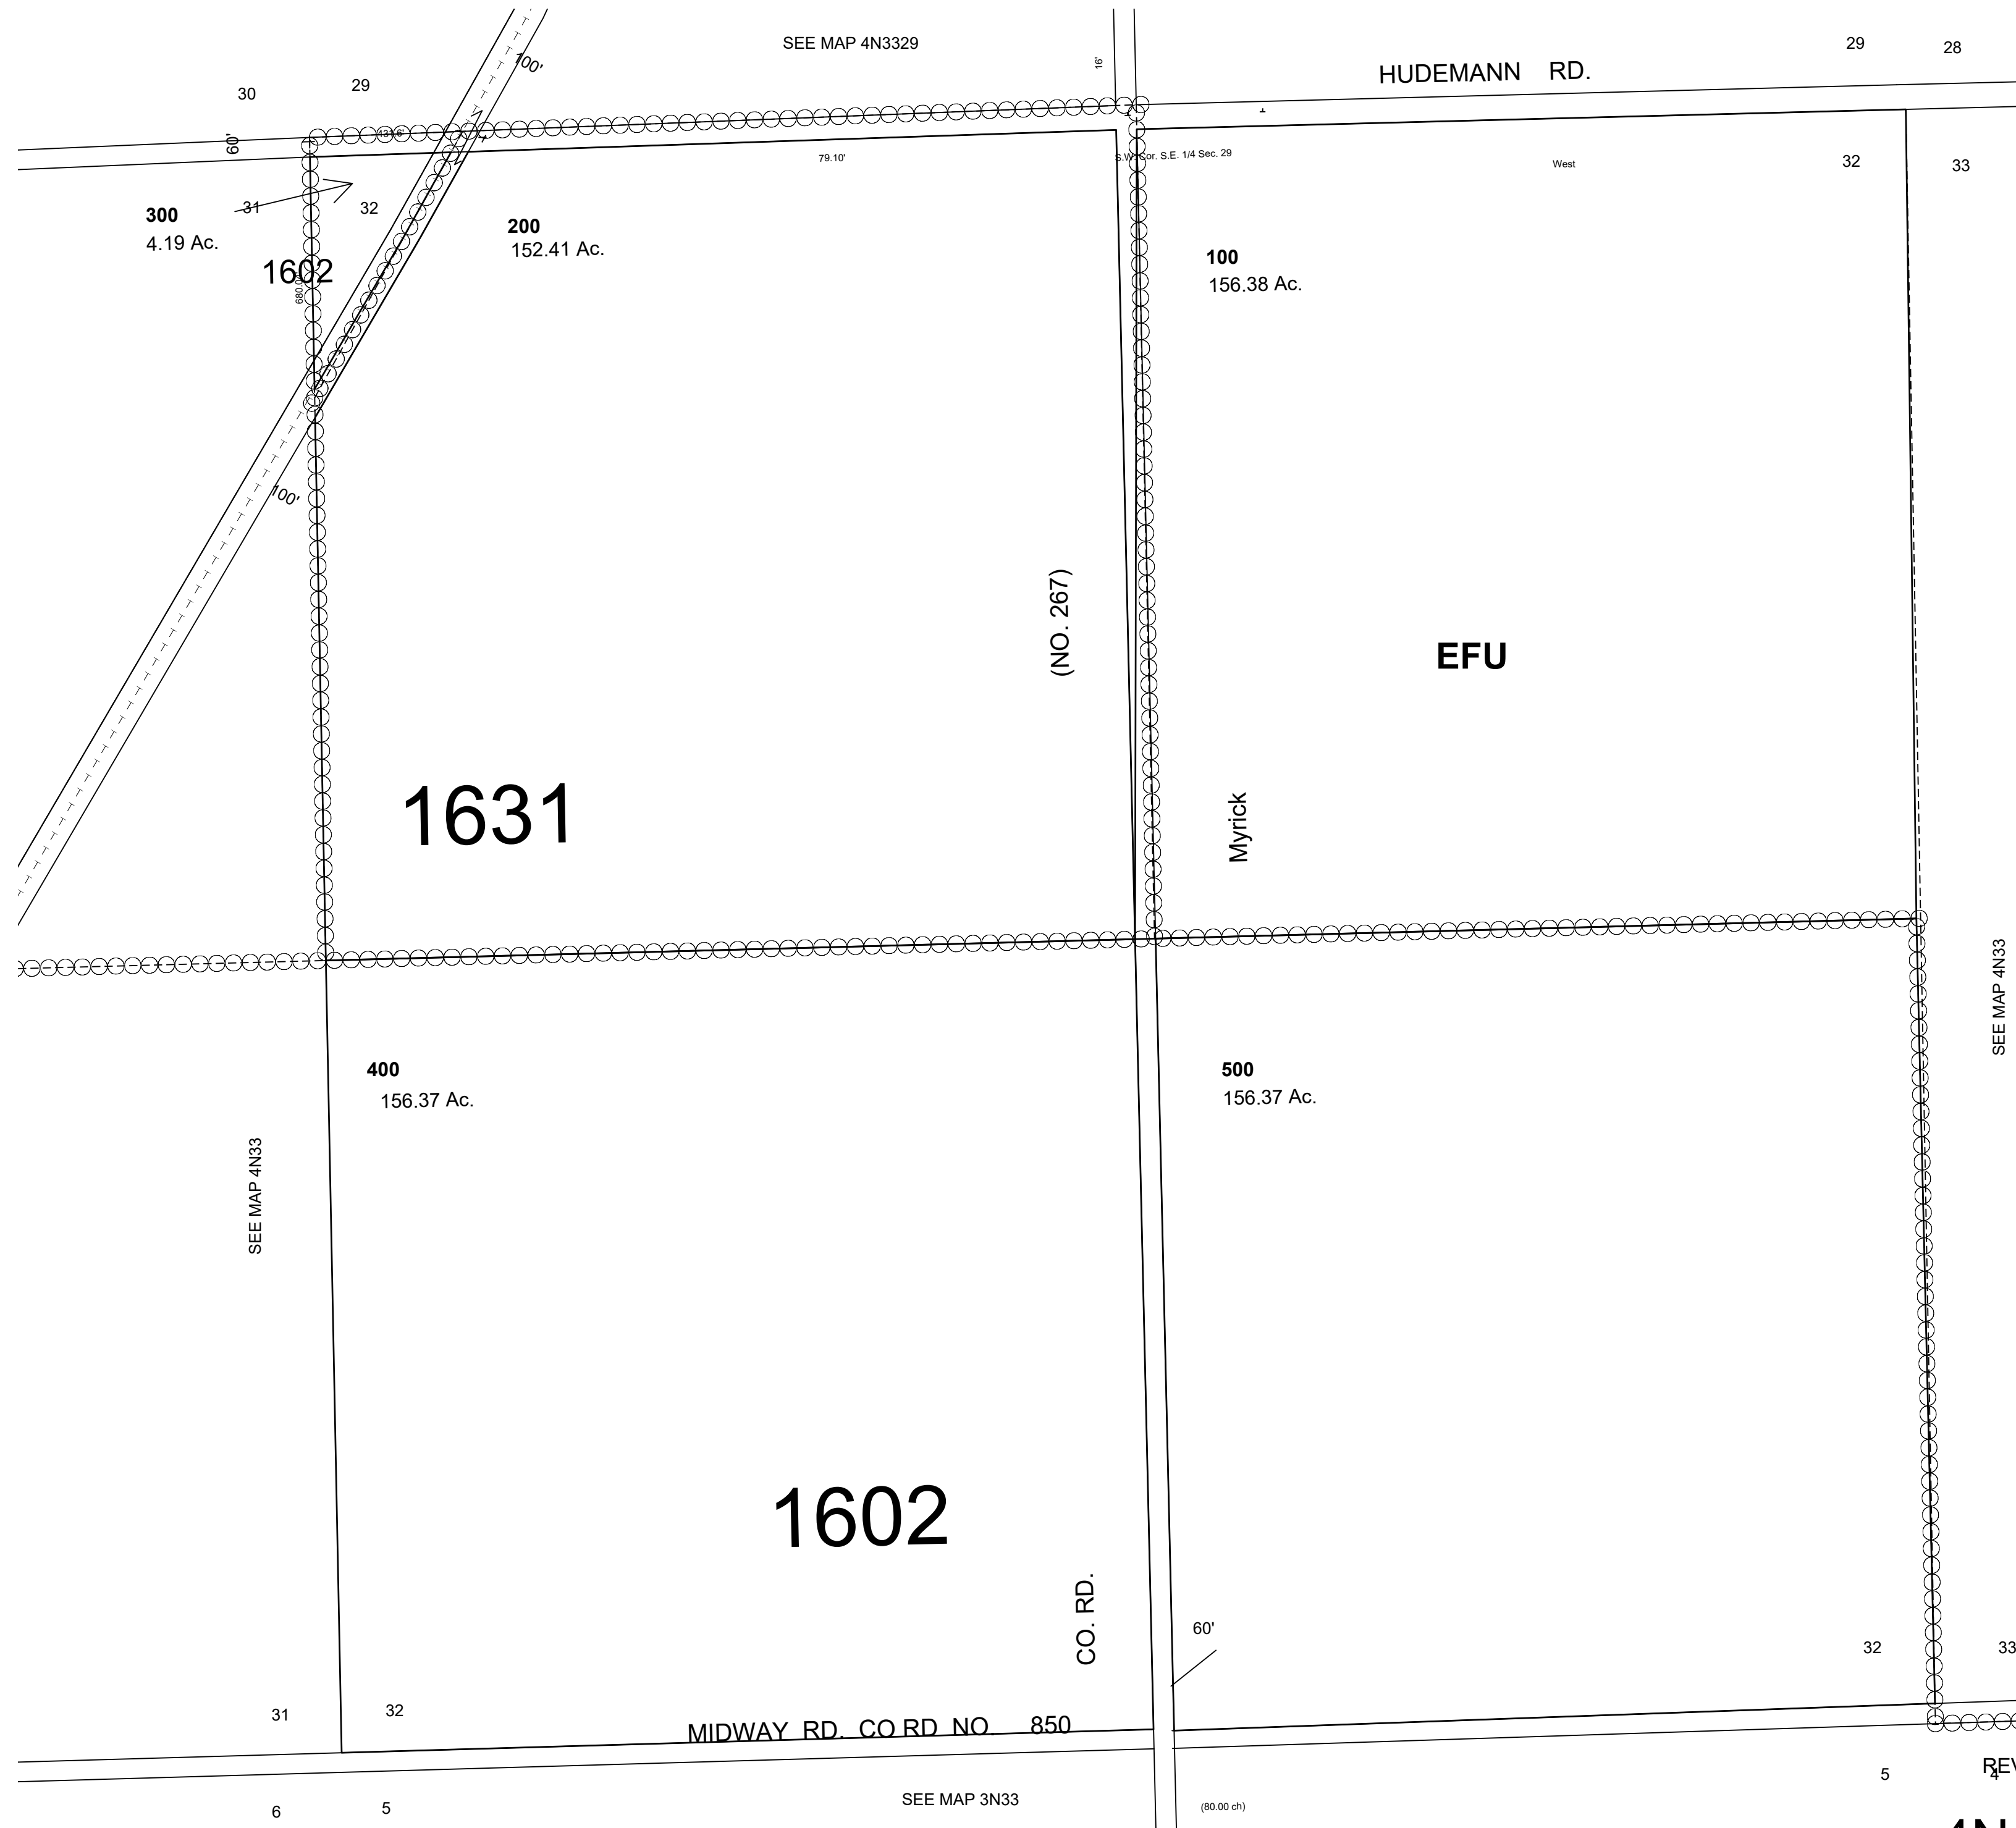 SEE MAP 4N3329
29
28
HUDEMANN RD.
30
29
100'
16'
60'
431.6'
79.10'
S.W. Cor. S.E. 1/4 Sec. 29
West
32
33
300
4.19 Ac.
31
32
200
152.41 Ac.
100
156.38 Ac.
1602
100'
(NO. 267)
EFU
1631
Myrick
SEE MAP 4N33
400
156.37 Ac.
500
156.37 Ac.
SEE MAP 4N33
1602
CO. RD.
60'
32
33
31
32
MIDWAY RD. CO RD NO. 850
5
4
6
5
SEE MAP 3N33
(80.00 ch)